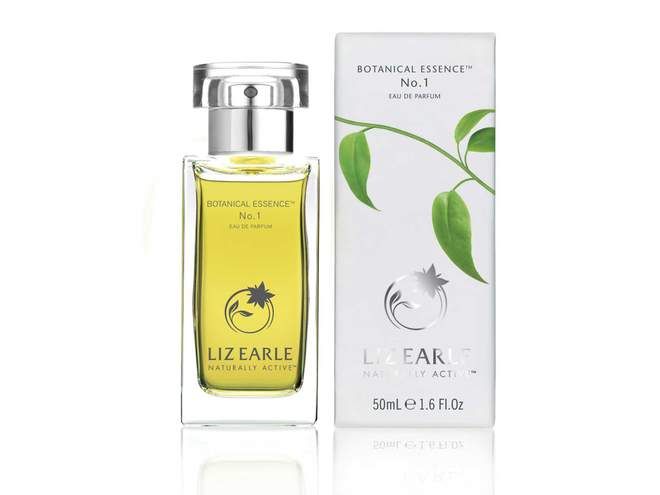 BOTANICAL ESSENCE™
No.1
EAU DE PARFUM
LIZ EARLE
NATURALLY ACTIVE™
BOTANICAL ESSENCE™
No.1
EAU DE PARFUM
LIZ EARLE
NATURALLY ACTIVE™
50mL ℮ 1.6 Fl.Oz